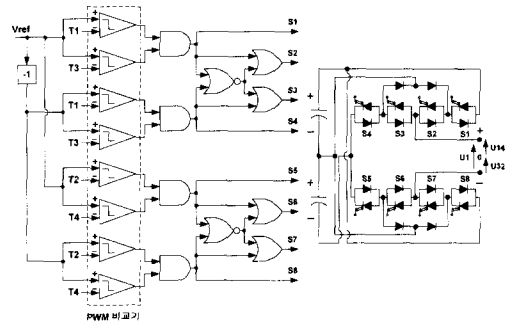 Vref
-1
T1
T3
T1
T3
T2
T4
T2
T4
+
−
+
−
+
−
+
−
+
−
+
−
+
−
+
−
S1
S2
S3
S4
S5
S6
S7
S8
+
−
+
−
S4 S3 S2 S1
S5 S6 S7 S8
+
U1 0 U14
U32
−
PWM 비교기